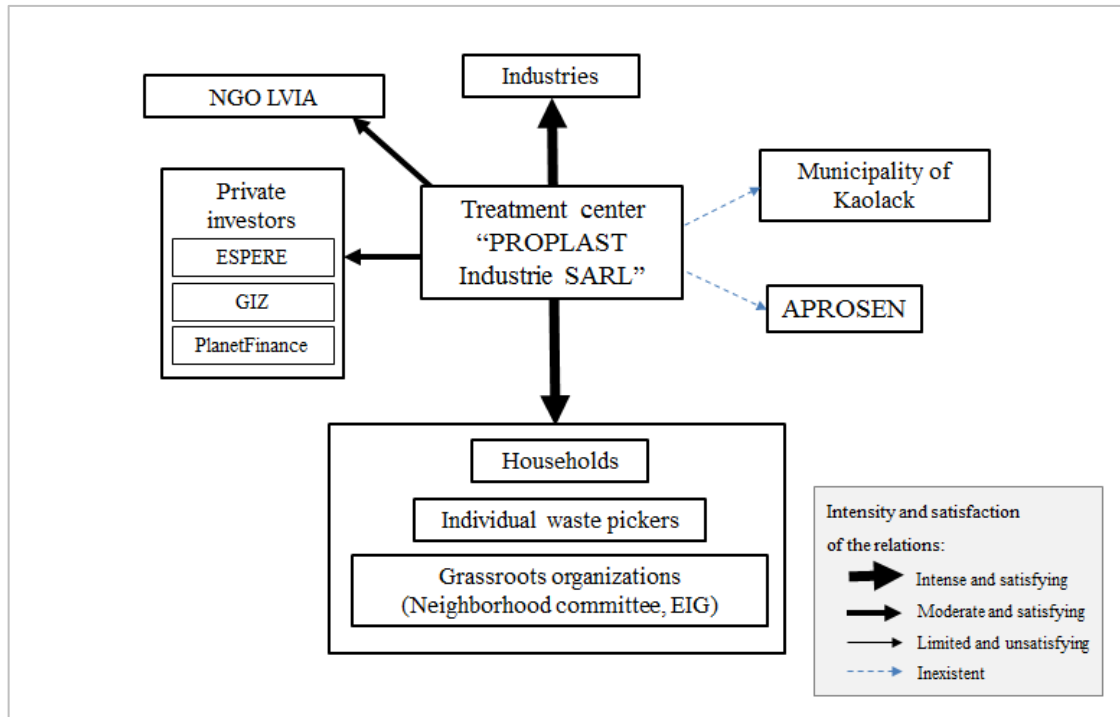 Industries
NGO LVIA
Private
investors
ESPERE
GIZ
PlanetFinance
Treatment center
“PROPLAST
Industrie SARL”
Municipality of
Kaolack
APROSEN
Households
Individual waste pickers
Grassroots organizations
(Neighborhood committee, EIG)
Intensity and satisfaction
of the relations:
Intense and satisfying
Moderate and satisfying
Limited and unsatisfying
Inexistent